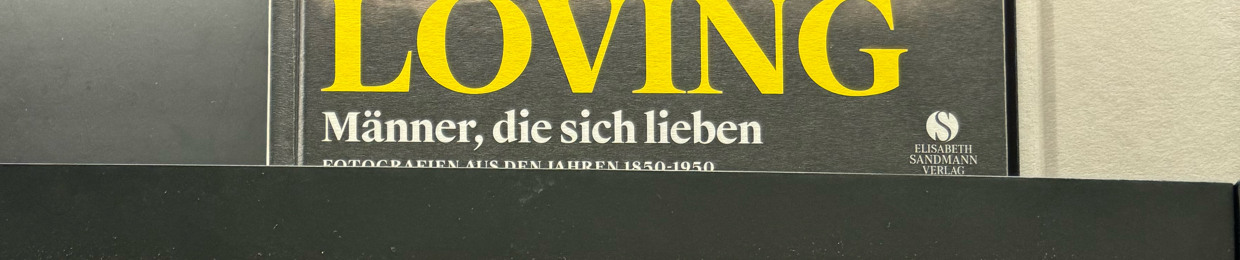 LOVING
Männer, die sich lieben
FOTOGRAFIEN AUS DEN JAHREN 1850-1950
ELISABETH
SANDMANN
VERLAG